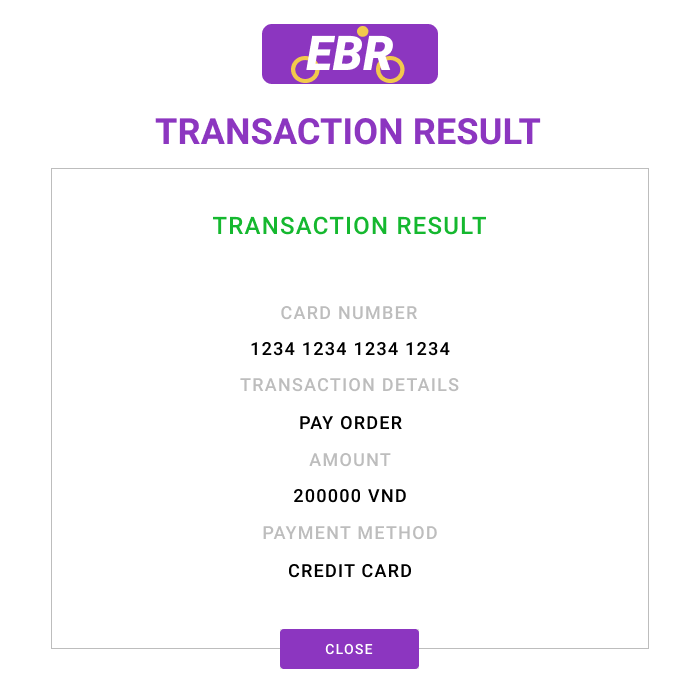 EBR
TRANSACTION RESULT
TRANSACTION RESULT
CARD NUMBER
1234 1234 1234 1234
TRANSACTION DETAILS
PAY ORDER
AMOUNT
200000 VND
PAYMENT METHOD
CREDIT CARD
CLOSE